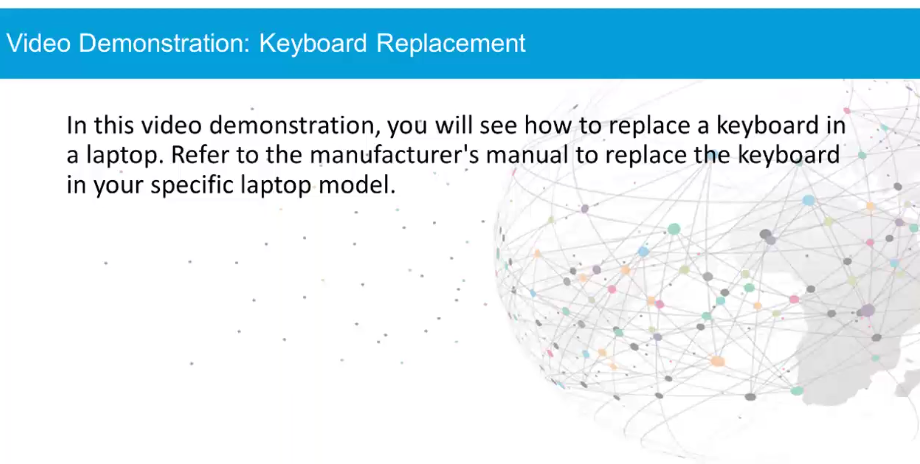 Video Demonstration: Keyboard Replacement
In this video demonstration, you will see how to replace a keyboard in
a laptop. Refer to the manufacturer's manual to replace the keyboard
in your specific laptop model.